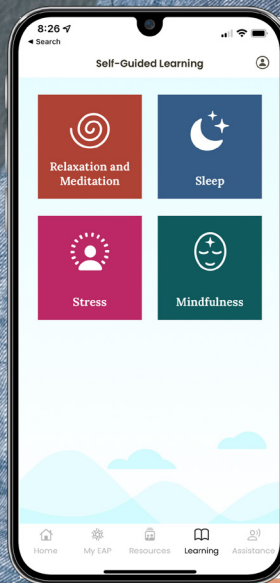 8:26
Search
Self-Guided Learning
Relaxation and
Meditation
Sleep
Stress
Mindfulness
Home
My EAP
Resources
Learning
Assistance